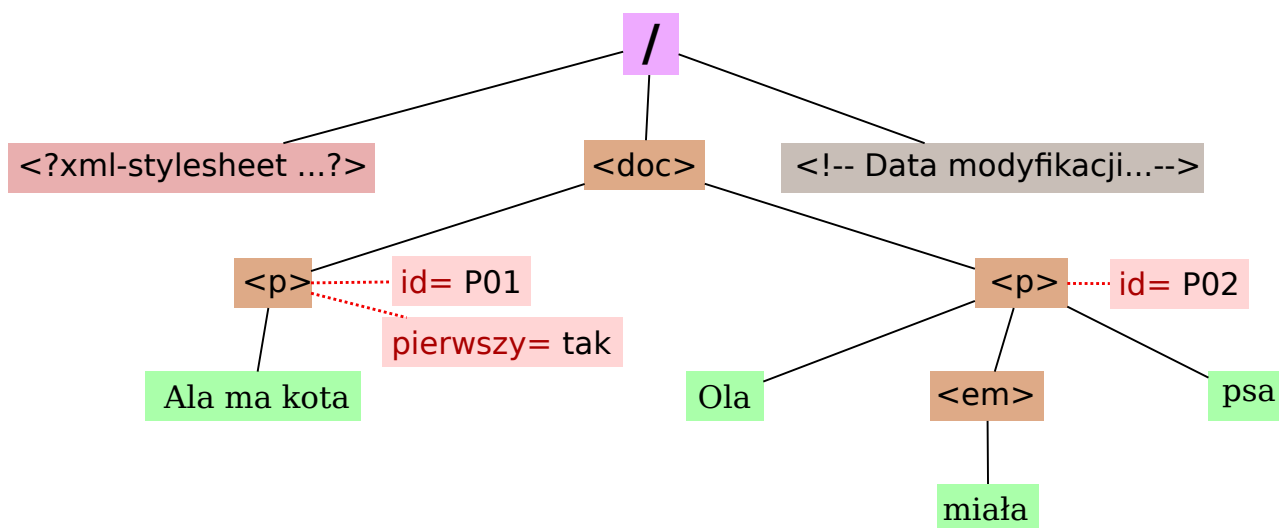 /
<?xml-stylesheet ...?>
<doc>
<!-- Data modyfikacji...-->
<p>
id= P01
pierwszy= tak
<p>
id= P02
Ala ma kota
Ola
<em>
psa
miała